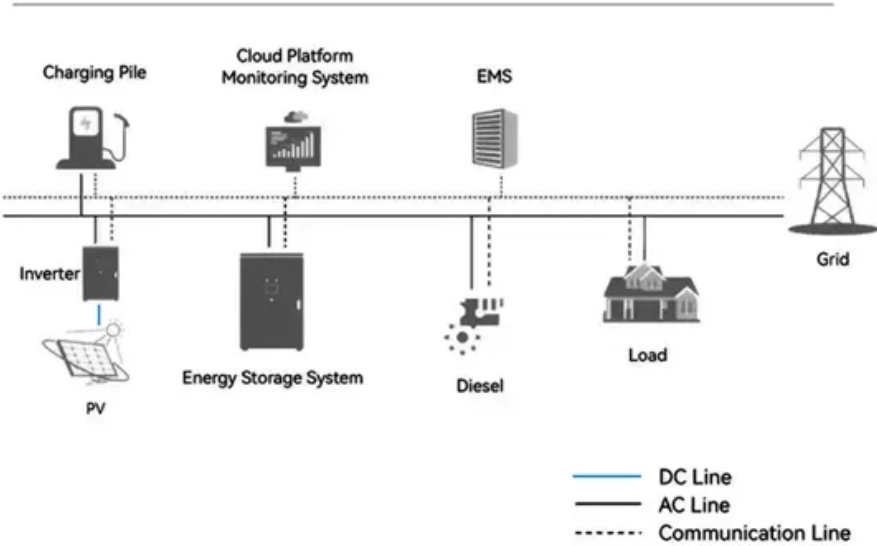 Charging Pile
Cloud Platform
Monitoring System
EMS
Grid
Inverter
Energy Storage System
Load
Diesel
PV
DC Line
AC Line
Communication Line